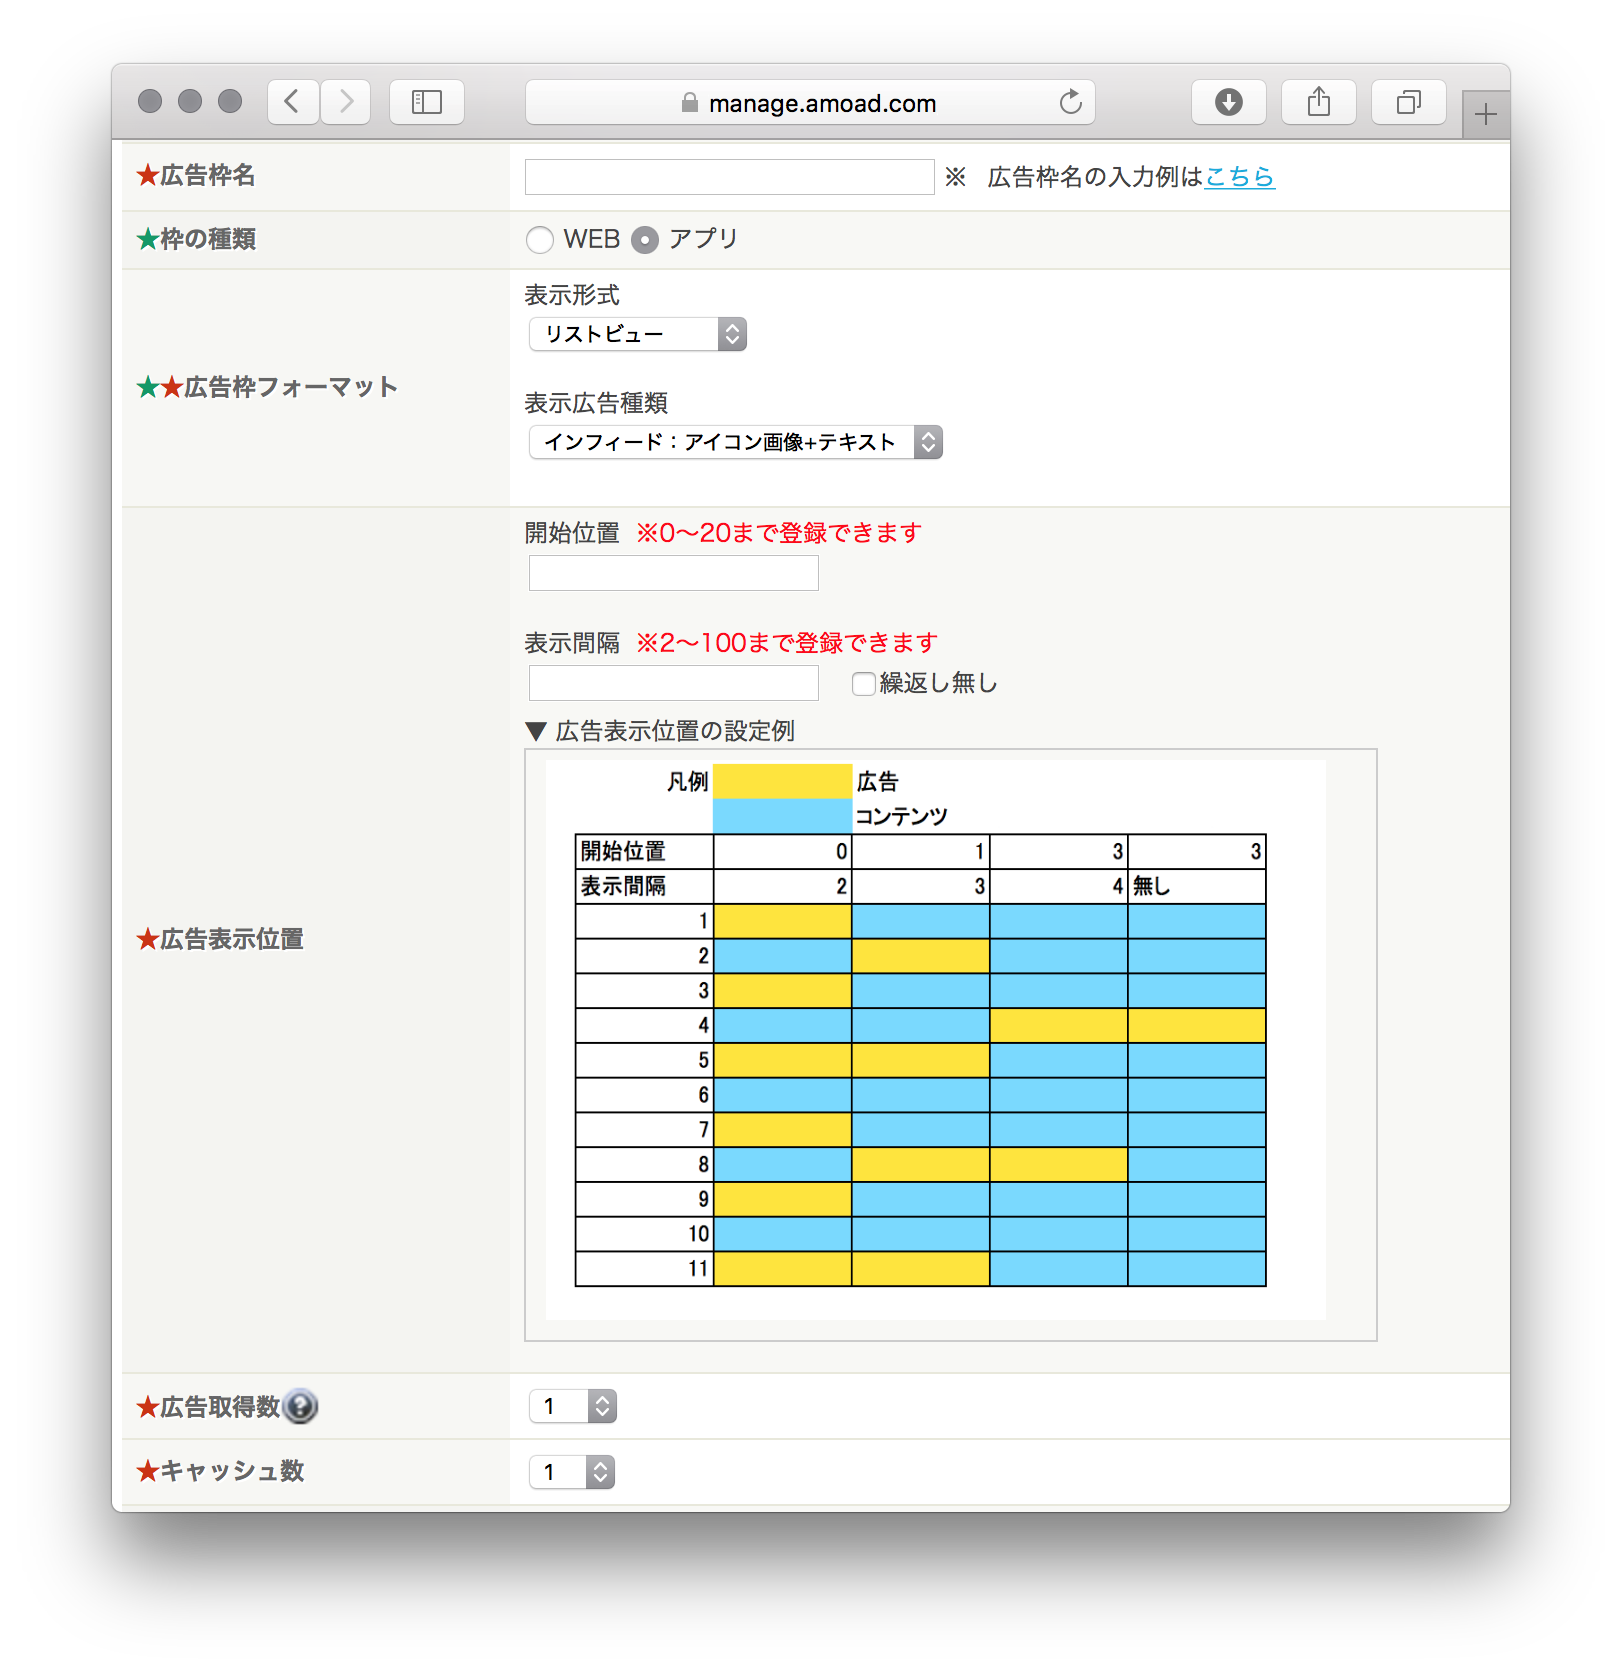 manage.amoad.com
★広告枠名
※ 広告枠名の入力例はこちら
★枠の種類
WEB アプリ
★★広告枠フォーマット
表示形式
リストビュー
表示広告種類
インフィード：アイコン画像+テキスト
★広告表示位置
開始位置 ※0〜20まで登録できます
表示間隔 ※2〜100まで登録できます
繰返し無し
▼ 広告表示位置の設定例
凡例 広告
コンテンツ
開始位置 0 1 3 3
表示間隔 2 3 4 無し
1
2
3
4
5
6
7
8
9
10
11
★広告取得数 ?
1
★キャッシュ数
1